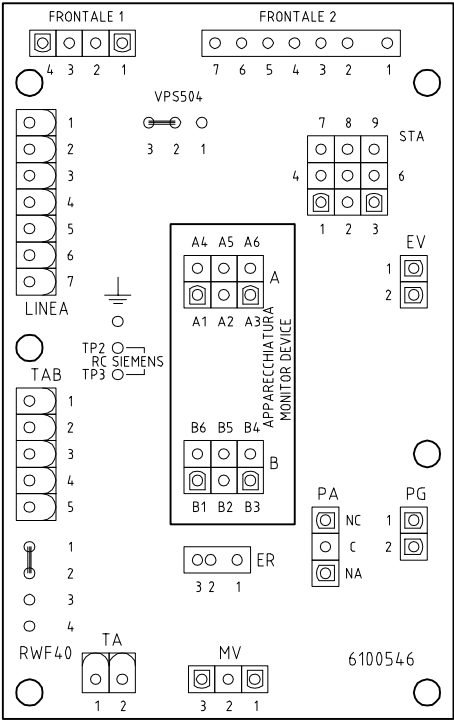 FRONTALE 1
FRONTALE 2
4 3 2 1
7 6 5 4 3 2 1
VPS504
3 2 1
1
2
3
4
5
6
7
LINEA
7 8 9
STA
4 6
1 2 3
EV
1
2
A4 A5 A6
A
A1 A2 A3
APPARECCHIATURA
MONITOR DEVICE
TP2
RC SIEMENS
TP3
TAB
1
2
3
4
5
B6 B5 B4
B
B1 B2 B3
PA
NC
C
NA
PG
1
2
1
2
3
4
RWF40
ER
3 2 1
TA
1 2
MV
3 2 1
6100546